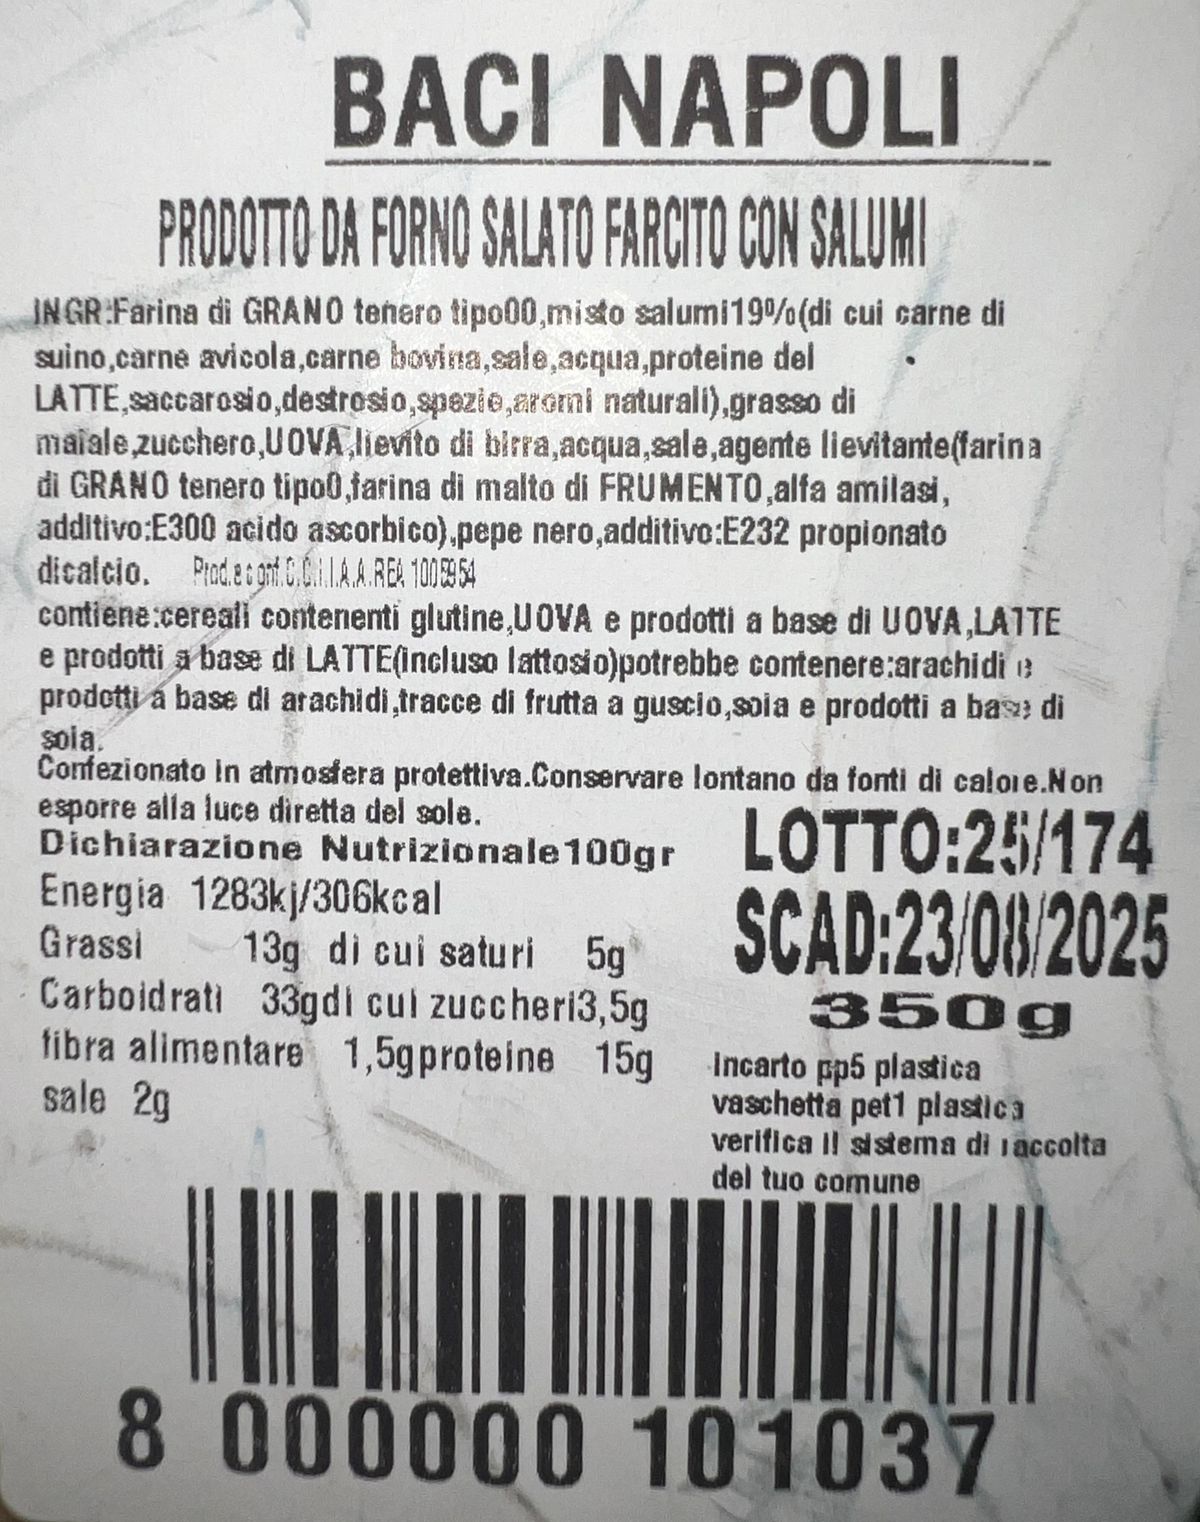 BACI NAPOLI
PRODOTTO DA FORNO SALATO FARCITO CON SALUMI
INGR:Farina di GRANO tenero tipo00,misto salumi19%(di cui carne di
suino,carne avicola,carne bovina,sale,acqua,proteine del
LATTE,saccarosio,destrosio,spezie,aromi naturali),grasso di
maiale,zucchero,UOVA,lievito di birra,acqua,sale,agente lievitante(farina
di GRANO tenero tipo0,farina di malto di FRUMENTO,alfa amilasi,
additivo:E300 acido ascorbico),pepe nero,additivo:E232 propionato
dicalcio. Prod.e conf.C.C.I.I.A.A.REA
contiene:cereali contenenti glutine,UOVA e prodotti a base di UOVA,LATTE
e prodotti a base di LATTE(incluso lattosio)potrebbe contenere:arachidi e
prodotti a base di arachidi,tracce di frutta a guscio,soia e prodotti a base di
soia.
Confezionato in atmosfera protettiva.Conservare lontano da fonti di calore.Non
esporre alla luce diretta del sole.
Dichiarazione Nutrizionale100gr
Energia 1283kj/306kcal
Grassi 13g di cui saturi 5g
Carboidrati 33gdi cui zuccheri3,5g
fibra alimentare 1,5gproteine 15g
sale 2g
LOTTO:25/174
SCAD:23/08/2025
350g
Incarto pp5 plastica
vaschetta pet1 plastica
verifica il sistema di raccolta
del tuo comune
8 000000 101037